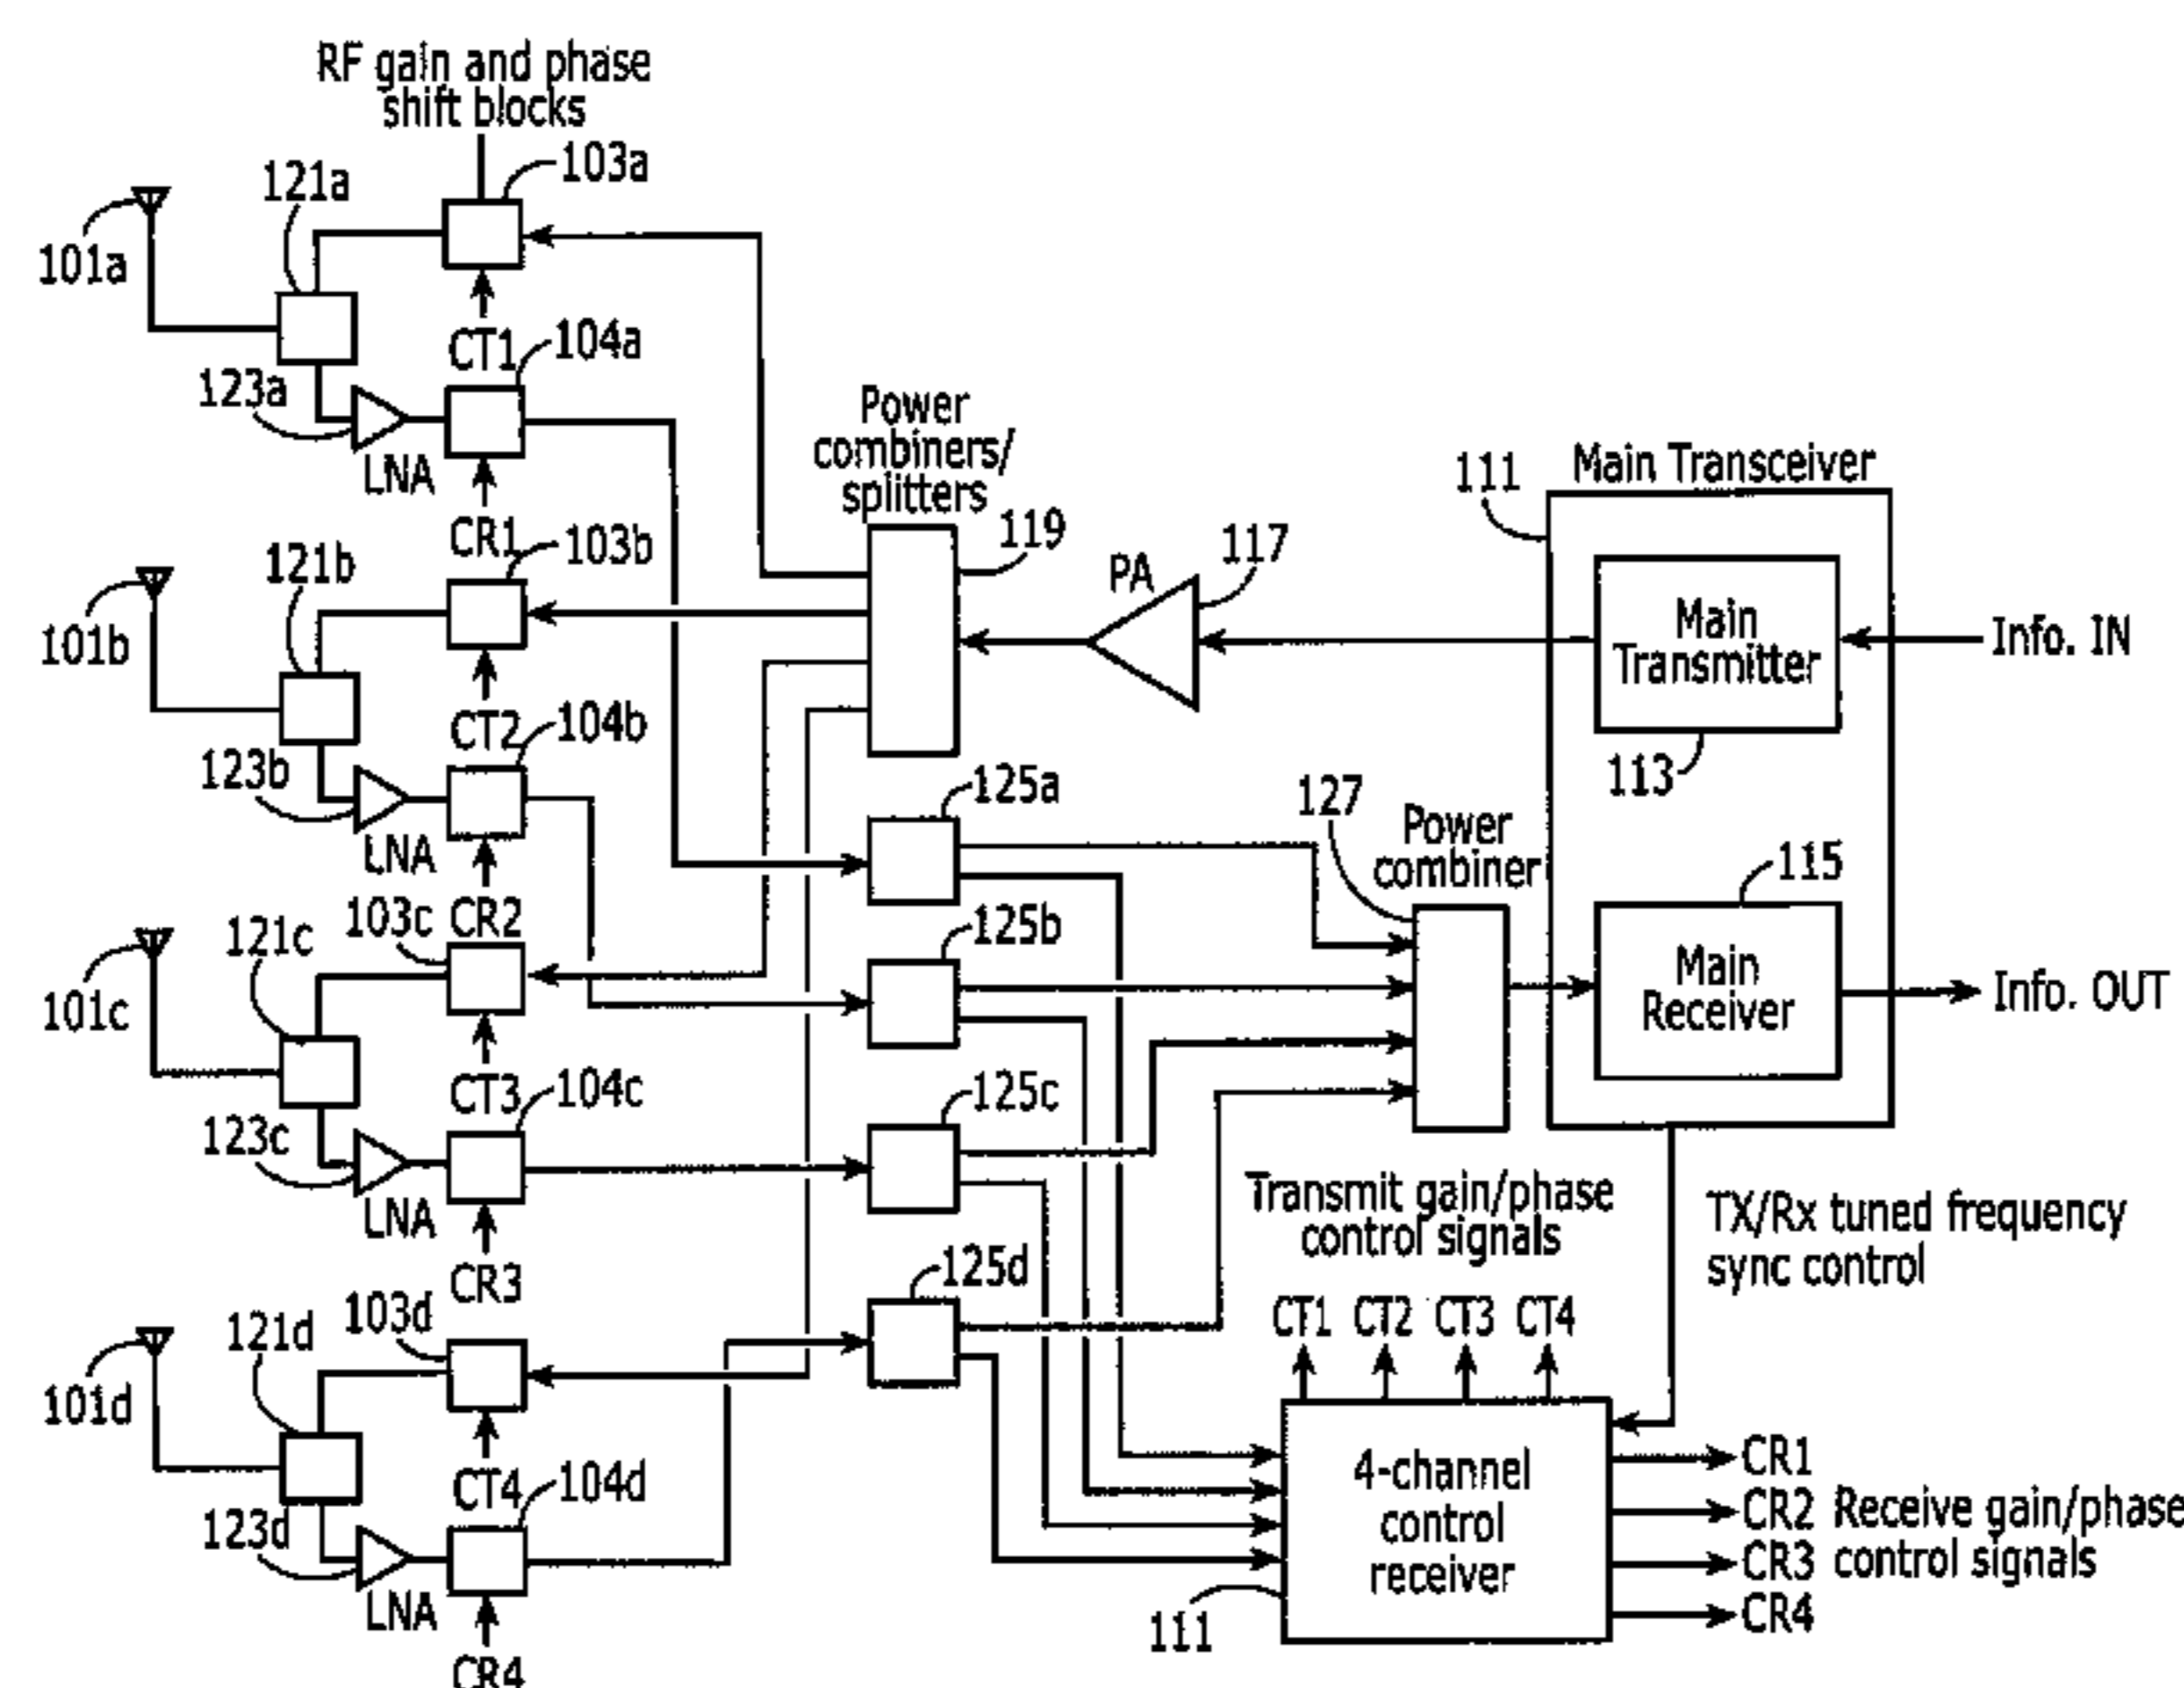 RF gain and phase
shift blocks
103a
121a
101a
CT1
104a
123a
LNA
CR1
103b
121b
101b
CT2
104b
123b
LNA
CR2
103c
121c
101c
CT3
104c
123c
LNA
CR3
103d
121d
101d
CT4
104d
123d
LNA
CR4
Power
combiners/
splitters
119
PA
117
111
Main Transceiver
Main
Transmitter
113
Info. IN
125a
125b
125c
125d
127
Power
combiner
115
Main
Receiver
Info. OUT
Transmit gain/phase
control signals
TX/Rx tuned frequency
sync control
CT1 CT2 CT3 CT4
4-channel
control
receiver
111
CR1
CR2
CR3
CR4
Receive gain/phase
control signals